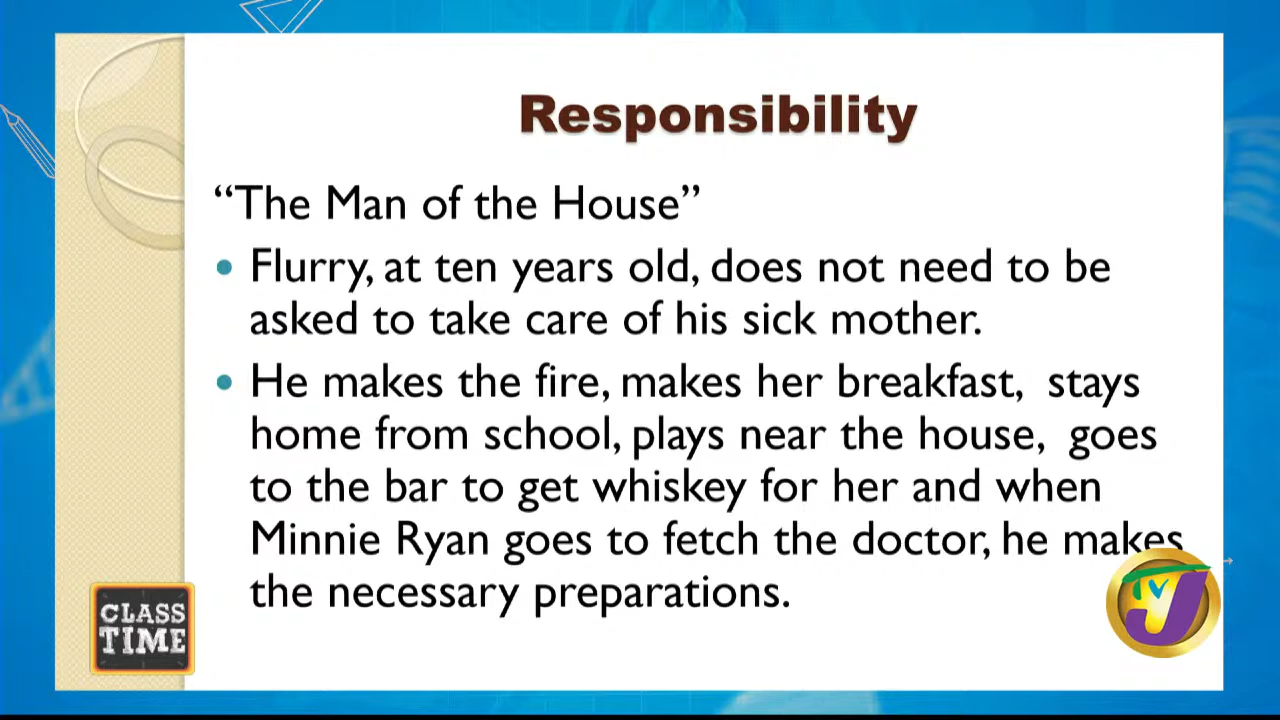 Responsibility
“The Man of the House”
• Flurry, at ten years old, does not need to be
asked to take care of his sick mother.
• He makes the fire, makes her breakfast, stays
home from school, plays near the house, goes
to the bar to get whiskey for her and when
Minnie Ryan goes to fetch the doctor, he makes
the necessary preparations.
CLASS
TIME
TVJ